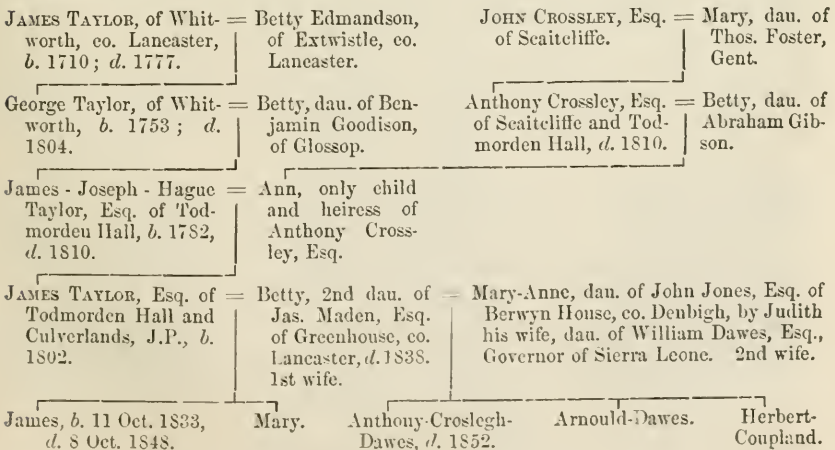 JAMES TAYLOR, of Whit-
worth, co. Lancaster,
b. 1710; d. 1777.
= Betty Edmandson,
of Extwistle, co.
Lancaster.
JOHN CROSSLEY, Esq.
of Scaitcliffe.
= Mary, dau. of
Thos. Foster,
Gent.
George Taylor, of Whit-
worth, b. 1753; d.
1804.
= Betty, dau. of Ben-
jamin Goodison,
of Glossop.
Anthony Crossley, Esq.
of Scaitcliffe and Tod-
morden Hall, d. 1810.
= Betty, dau. of
Abraham Gib-
son.
James-Joseph-Hague
Taylor, Esq. of Tod-
morden Hall, b. 1782,
d. 1810.
= Ann, only child
and heiress of
Anthony Cross-
ley, Esq.
JAMES TAYLOR, Esq. of
Todmorden Hall and
Culverlands, J.P., b.
1802.
= Betty, 2nd dau. of
Jas. Maden, Esq.
of Greenhouse, co.
Lancaster, d. 1838.
1st wife.
= Mary-Anne, dau. of John Jones, Esq. of
Berwyn House, co. Denbigh, by Judith
his wife, dau. of William Dawes, Esq.,
Governor of Sierra Leone. 2nd wife.
James, b. 11 Oct. 1833,
d. 8 Oct. 1848.
Mary.
Anthony-Croslegh-
Dawes, d. 1852.
Arnould-Dawes.
Herbert-
Coupland.